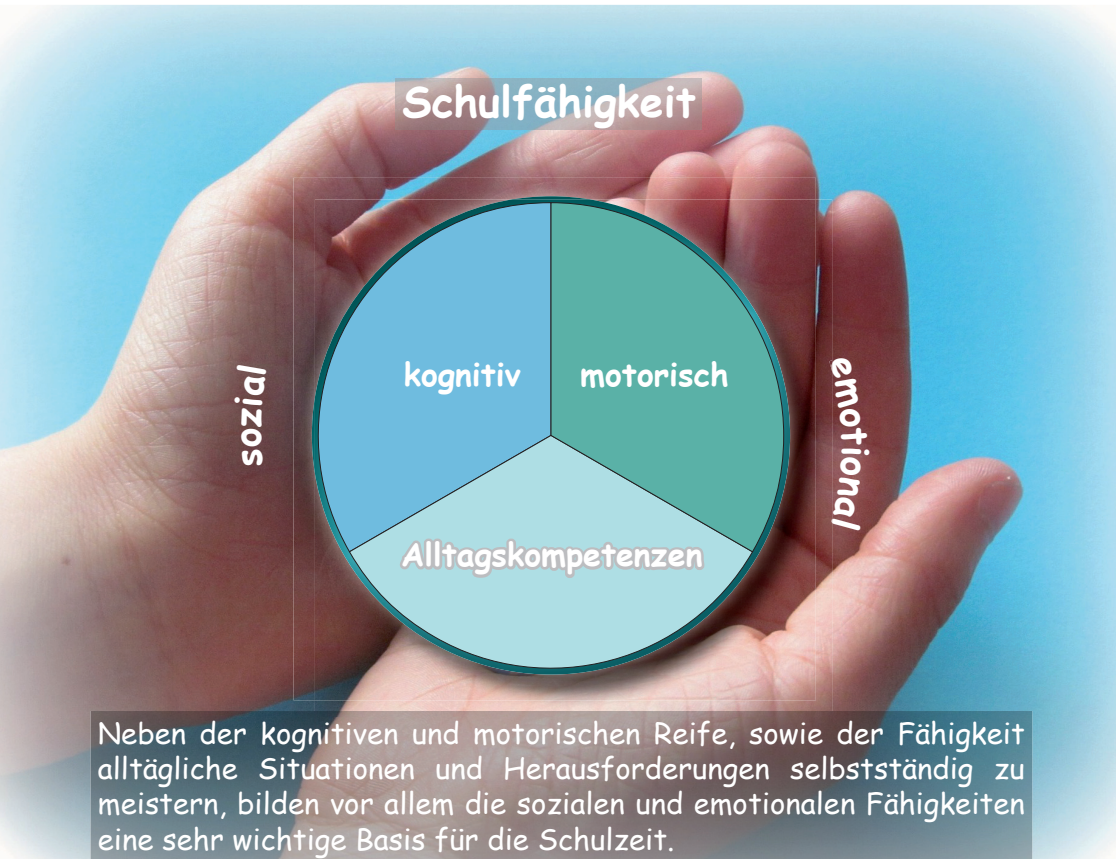 Schulfähigkeit
sozial
kognitiv
motorisch
emotional
Alltagskompetenzen
Neben der kognitiven und motorischen Reife, sowie der Fähigkeit
alltägliche Situationen und Herausforderungen selbstständig zu
meistern, bilden vor allem die sozialen und emotionalen Fähigkeiten
eine sehr wichtige Basis für die Schulzeit.